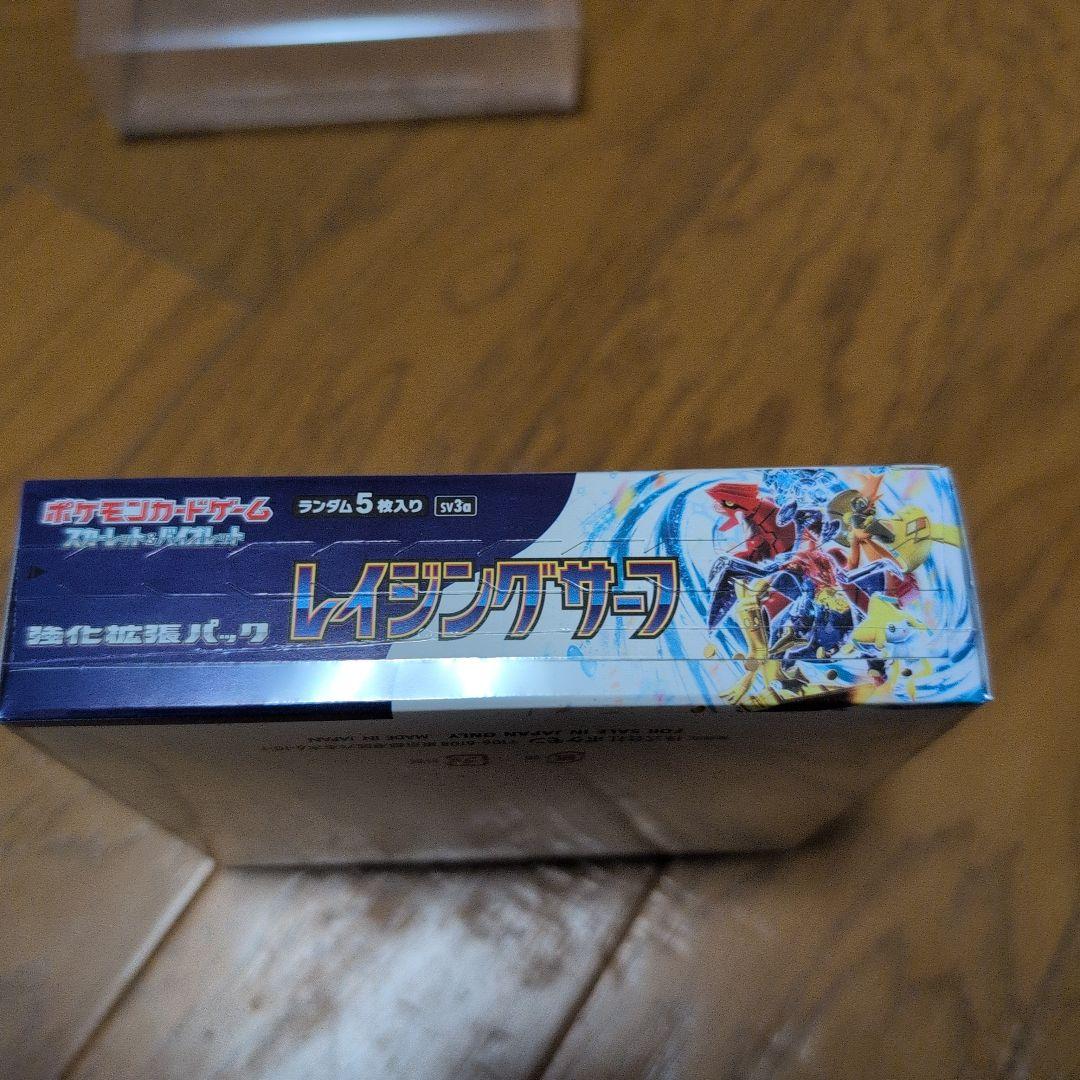 ポケモンカードゲーム
スカーレット&バイオレット
ランダム5枚入り
SV3a
強化拡張パック
レイジングサーフ
FOR SALE IN JAPAN ONLY MADE IN JAPAN